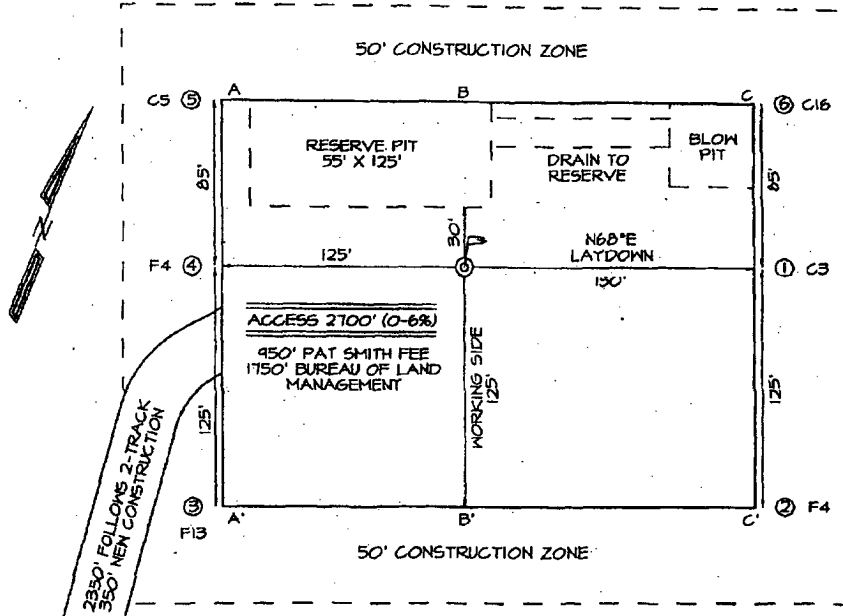 50' CONSTRUCTION ZONE
A
B
C
C5 ⑤
⑥ C16
RESERVE PIT
55' X 125'
BLOW
PIT
DRAIN TO
RESERVE
85'
85'
N
30'
N68°E
LAYDOWN
125'
150'
F4 ④
① C3
ACCESS 2700' (0-6%)
950' PAT SMITH FEE
1750' BUREAU OF LAND
MANAGEMENT
WORKING SIDE
125'
125'
125'
2350' FOLLOWS 2-TRACK
350' NEW CONSTRUCTION
③
F13
A'
B'
C'
② F4
50' CONSTRUCTION ZONE